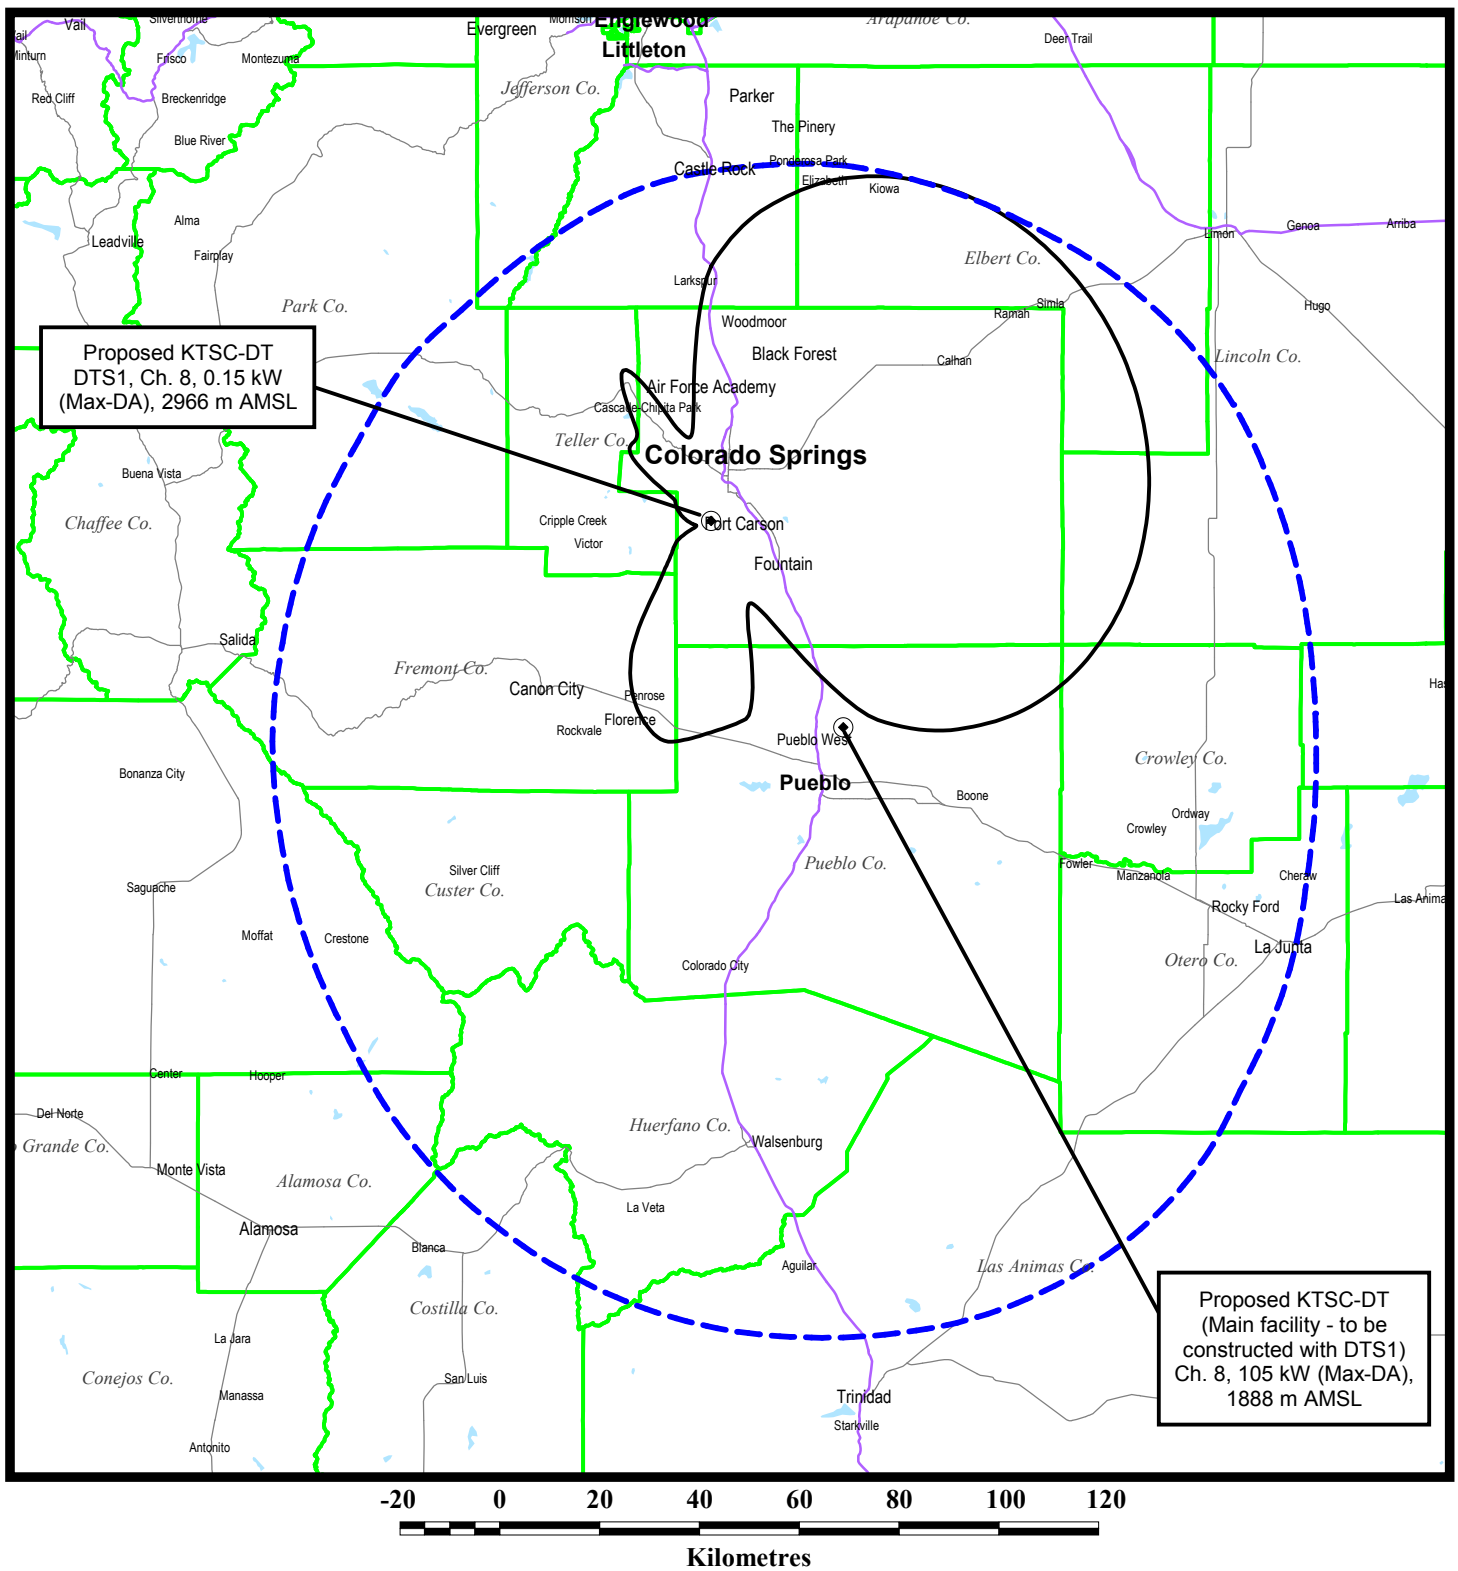 Vail
Silverthorne
Evergreen
Morrison
Englewood
Arapahoe Co.
Littleton
Deer Trail
Minturn
Frisco
Montezuma
Jefferson Co.
Red Cliff
Breckenridge
Parker
Blue River
The Pinery
Castle Rock
Ponderosa Park
Elizabeth
Kiowa
Alma
Leadville
Fairplay
Limon
Genoa
Arriba
Elbert Co.
Larkspur
Park Co.
Simla
Ramah
Hugo
Woodmoor
Black Forest
Calhan
Lincoln Co.
Proposed KTSC-DT
DTS1, Ch. 8, 0.15 kW
(Max-DA), 2966 m AMSL
Air Force Academy
Cascade-Chipita Park
Teller Co.
Colorado Springs
Buena Vista
Chaffee Co.
Cripple Creek
Fort Carson
Victor
Fountain
Salida
Fremont Co.
Canon City
Penrose
Florence
Rockvale
Has
Pueblo West
Pueblo
Bonanza City
Crowley Co.
Boone
Ordway
Crowley
Silver Cliff
Custer Co.
Pueblo Co.
Fowler
Manzanola
Cheraw
Saguache
Rocky Ford
Las Anima
Moffat
Crestone
La Junta
Colorado City
Otero Co.
Center
Hooper
Del Norte
Grande Co.
Huerfano Co.
Walsenburg
Monte Vista
Alamosa Co.
La Veta
Alamosa
Blanca
Aguilar
Las Animas Co.
Costilla Co.
Proposed KTSC-DT
(Main facility - to be
constructed with DTS1)
Ch. 8, 105 kW (Max-DA),
1888 m AMSL
La Jara
Conejos Co.
San Luis
Manassa
Trinidad
Starkville
Antonito
-20 0 20 40 60 80 100 120
Kilometres